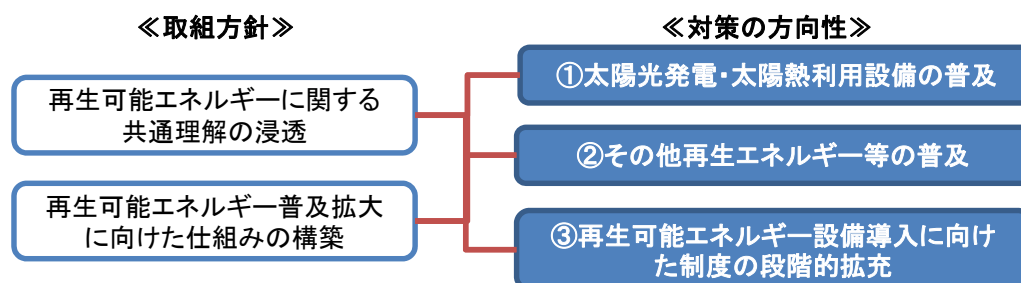 ≪取組方針≫
再生可能エネルギーに関する
共通理解の浸透
再生可能エネルギー普及拡大
に向けた仕組みの構築
≪対策の方向性≫
①太陽光発電・太陽熱利用設備の普及
②その他再生エネルギー等の普及
③再生可能エネルギー設備導入に向け
た制度の段階的拡充